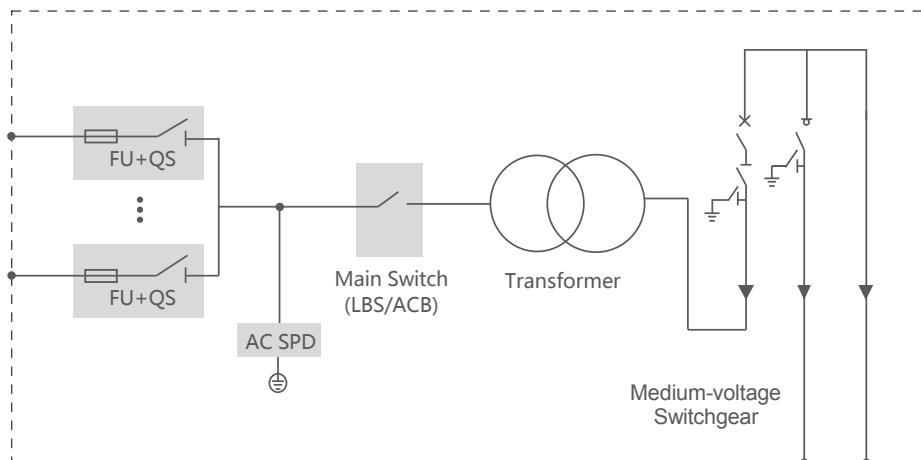 FU+QS
FU+QS
Main Switch
(LBS/ACB)
Transformer
AC SPD
Medium-voltage
Switchgear